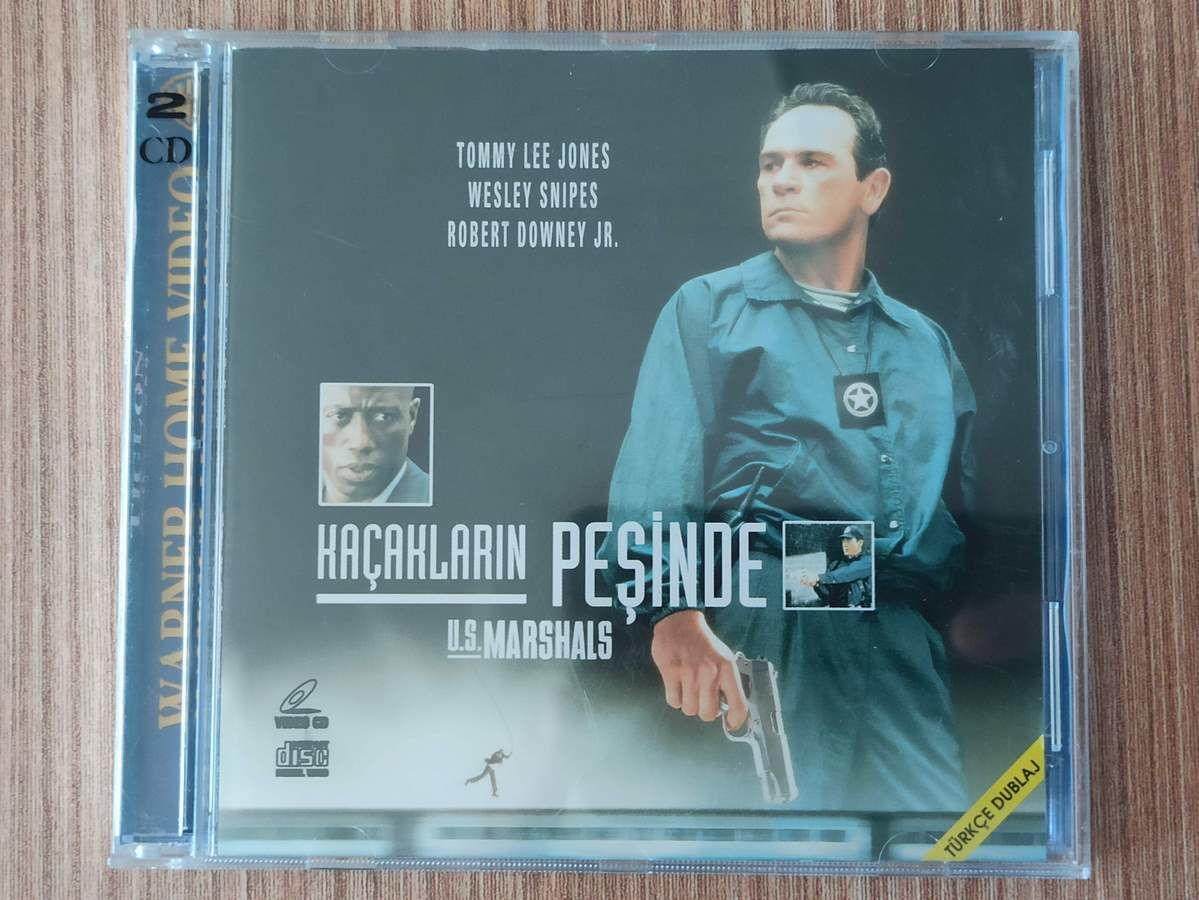 2
CD
WARNER HOME VIDEO
TOMMY LEE JONES
WESLEY SNIPES
ROBERT DOWNEY JR.
KAÇAKLARIN PEŞİNDE
U.S. MARSHALS
VIDEO CD
disc
TÜRKÇE DUBLAJ